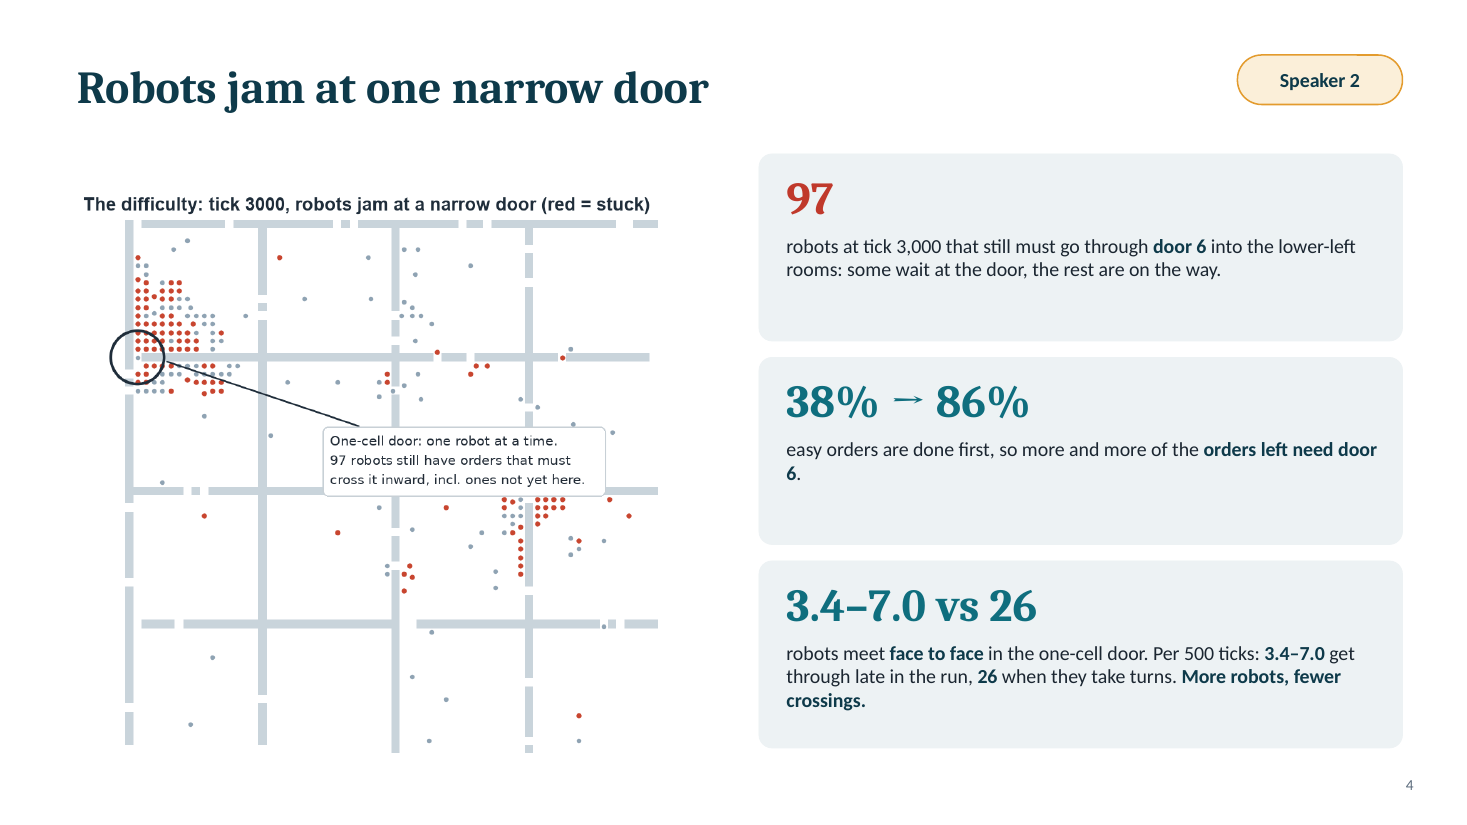 Robots jam at one narrow door
Speaker 2
The difficulty: tick 3000, robots jam at a narrow door (red = stuck)
One-cell door: one robot at a time.
97 robots still have orders that must
cross it inward, incl. ones not yet here.
97
robots at tick 3,000 that still must go through door 6 into the lower-left
rooms: some wait at the door, the rest are on the way.
38% → 86%
easy orders are done first, so more and more of the orders left need door
6.
3.4–7.0 vs 26
robots meet face to face in the one-cell door. Per 500 ticks: 3.4–7.0 get
through late in the run, 26 when they take turns. More robots, fewer
crossings.
4